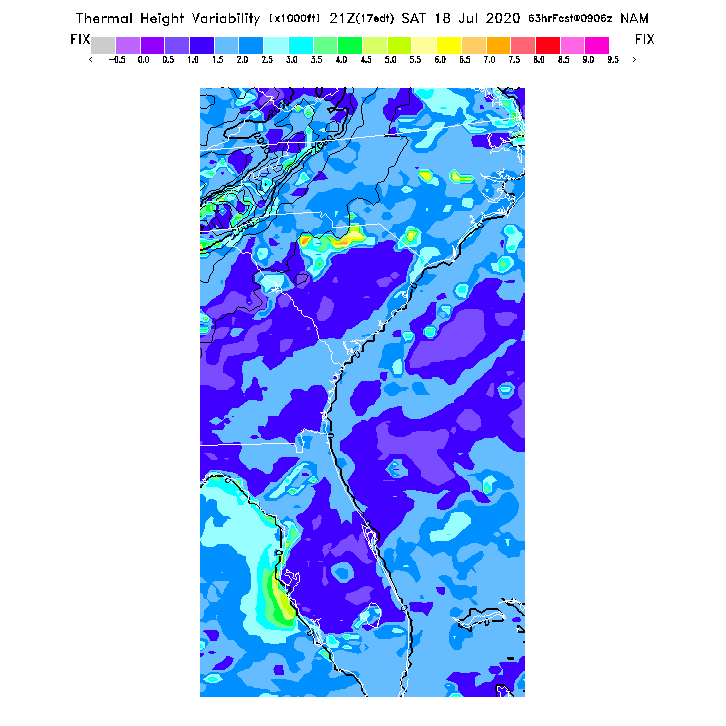 Thermal Height Variability [x1000ft] 21Z(17edt) SAT 18 Jul 2020 63hrFcst@0906z NAM
FIX FIX
< -0.5 0.0 0.5 1.0 1.5 2.0 2.5 3.0 3.5 4.0 4.5 5.0 5.5 6.0 6.5 7.0 7.5 8.0 8.5 9.0 9.5 >